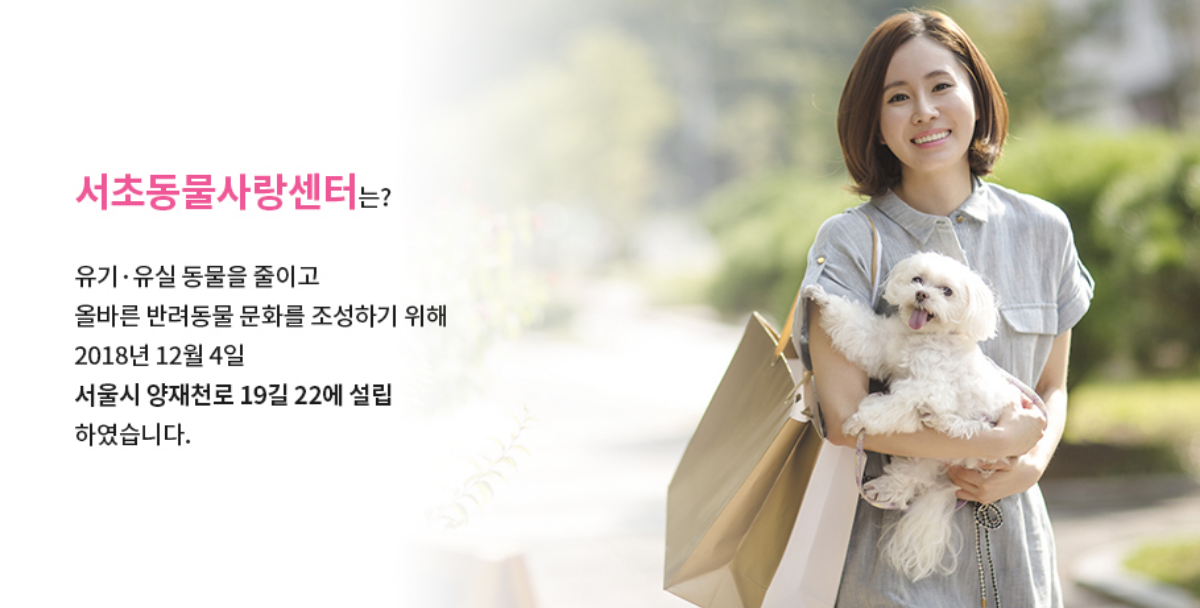 서초동물사랑센터는?
유기·유실 동물을 줄이고
올바른 반려동물 문화를 조성하기 위해
2018년 12월 4일
서울시 양재천로 19길 22에 설립
하였습니다.